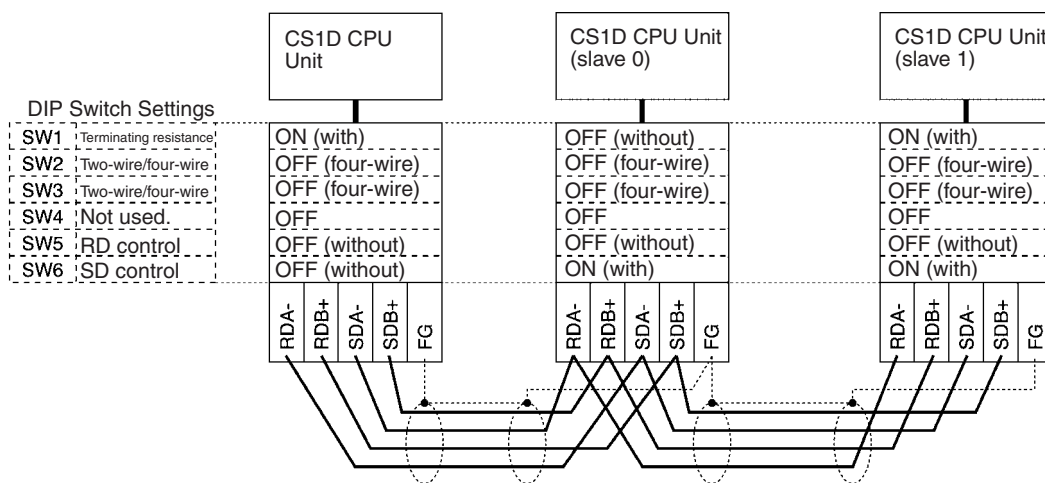 CS1D CPU
Unit
CS1D CPU Unit
(slave 0)
CS1D CPU Unit
(slave 1)
DIP Switch Settings
SW1 Terminating resistance ON (with) OFF (without) ON (with)
SW2 Two-wire/four-wire OFF (four-wire) OFF (four-wire) OFF (four-wire)
SW3 Two-wire/four-wire OFF (four-wire) OFF (four-wire) OFF (four-wire)
SW4 Not used. OFF OFF OFF
SW5 RD control OFF (without) OFF (without) OFF (without)
SW6 SD control OFF (without) ON (with) ON (with)
RDA- RDB+ SDA- SDB+ FG RDA- RDB+ SDA- SDB+ FG RDA- RDB+ SDA- SDB+ FG